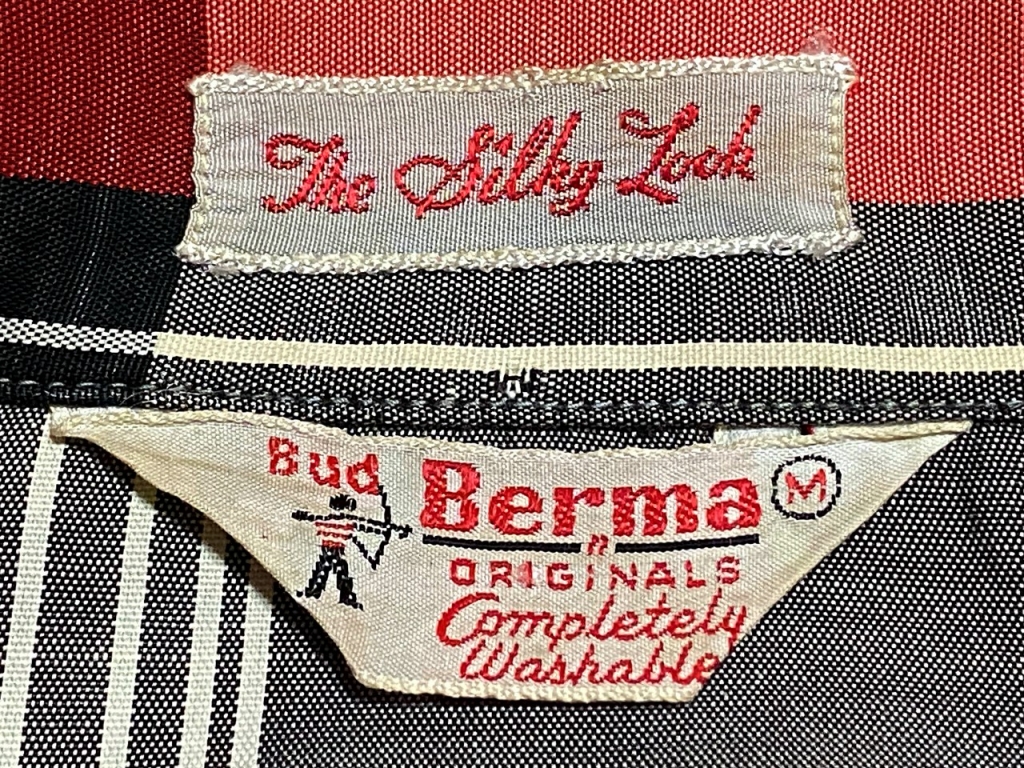 The Silky Look
Bud
Berma M
ORIGINALS
Completely
Washable